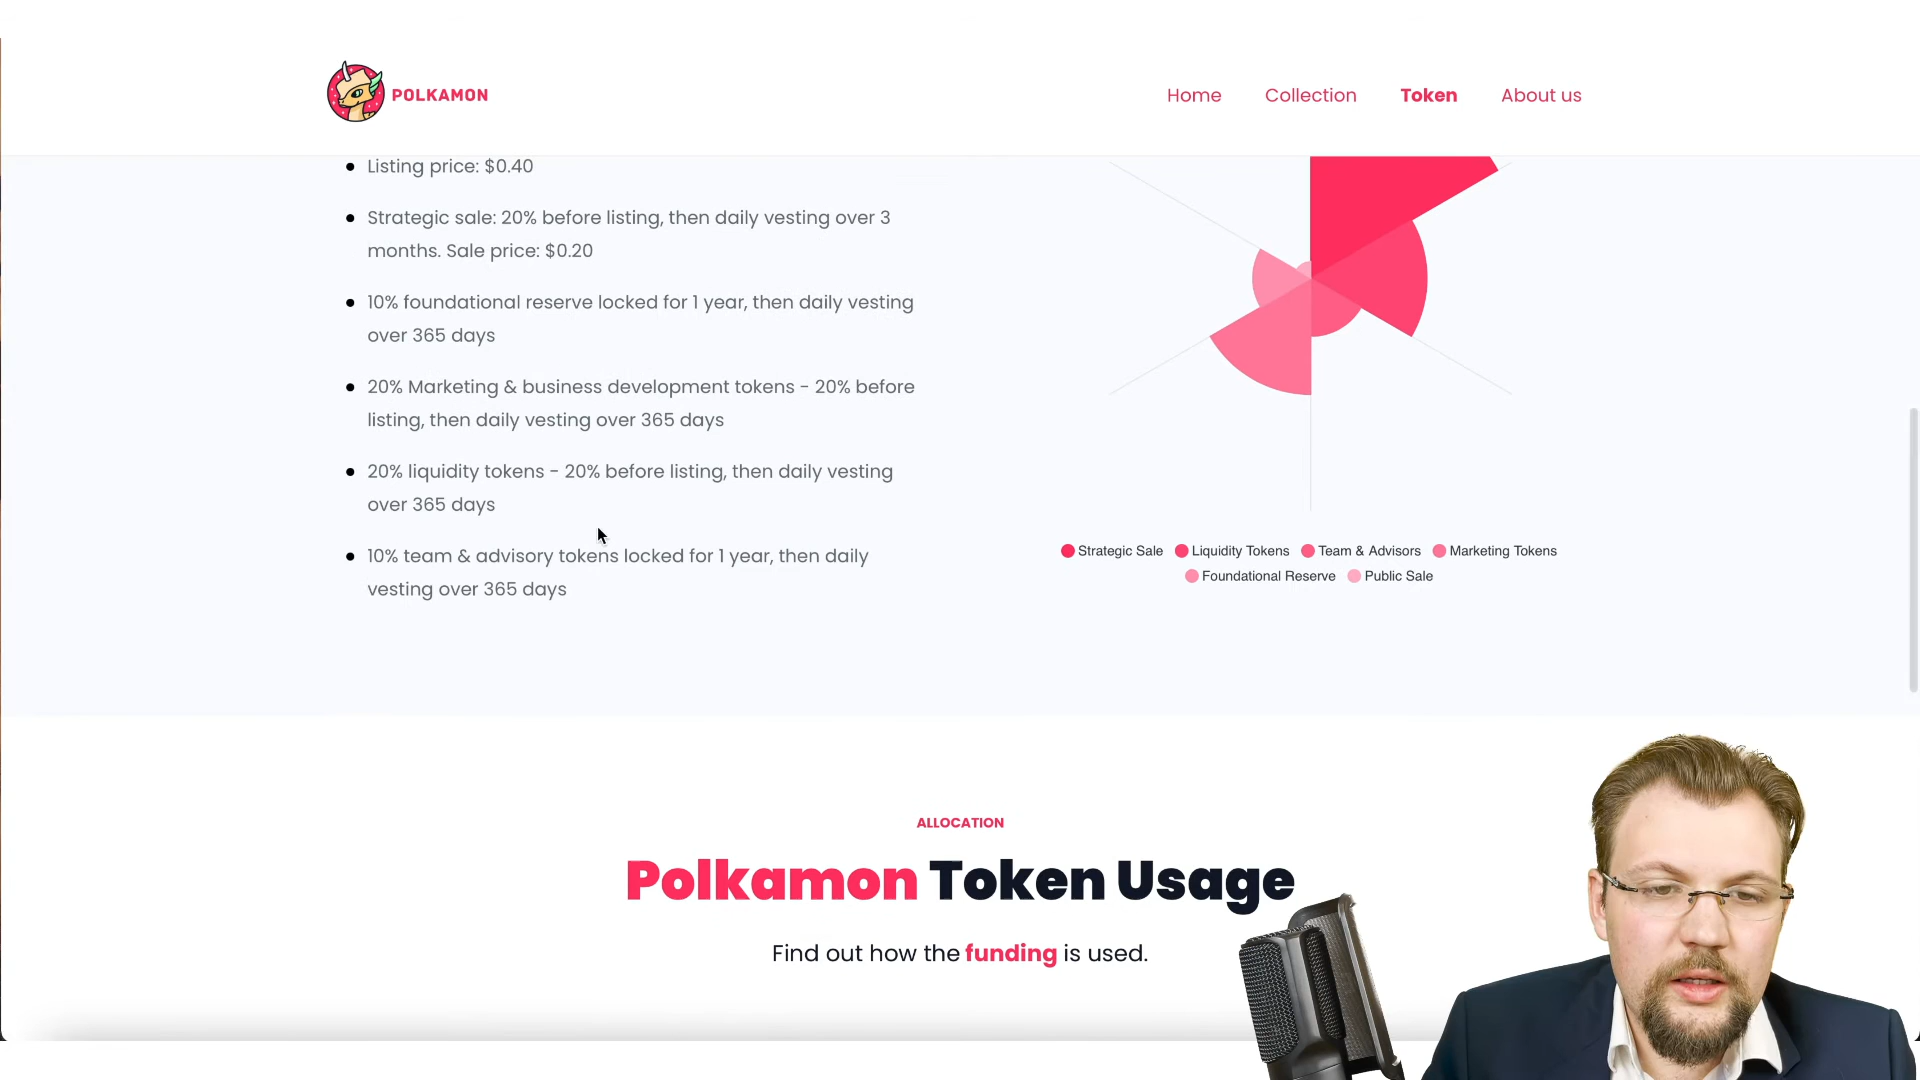 POLKAMON
Home
Collection
Token
About us
Listing price: $0.40
Strategic sale: 20% before listing, then daily vesting over 3
months. Sale price: $0.20
10% foundational reserve locked for 1 year, then daily vesting
over 365 days
20% Marketing & business development tokens - 20% before
listing, then daily vesting over 365 days
20% liquidity tokens - 20% before listing, then daily vesting
over 365 days
10% team & advisory tokens locked for 1 year, then daily
vesting over 365 days
Strategic Sale
Liquidity Tokens
Team & Advisors
Marketing Tokens
Foundational Reserve
Public Sale
ALLOCATION
Polkamon Token Usage
Find out how the funding is used.